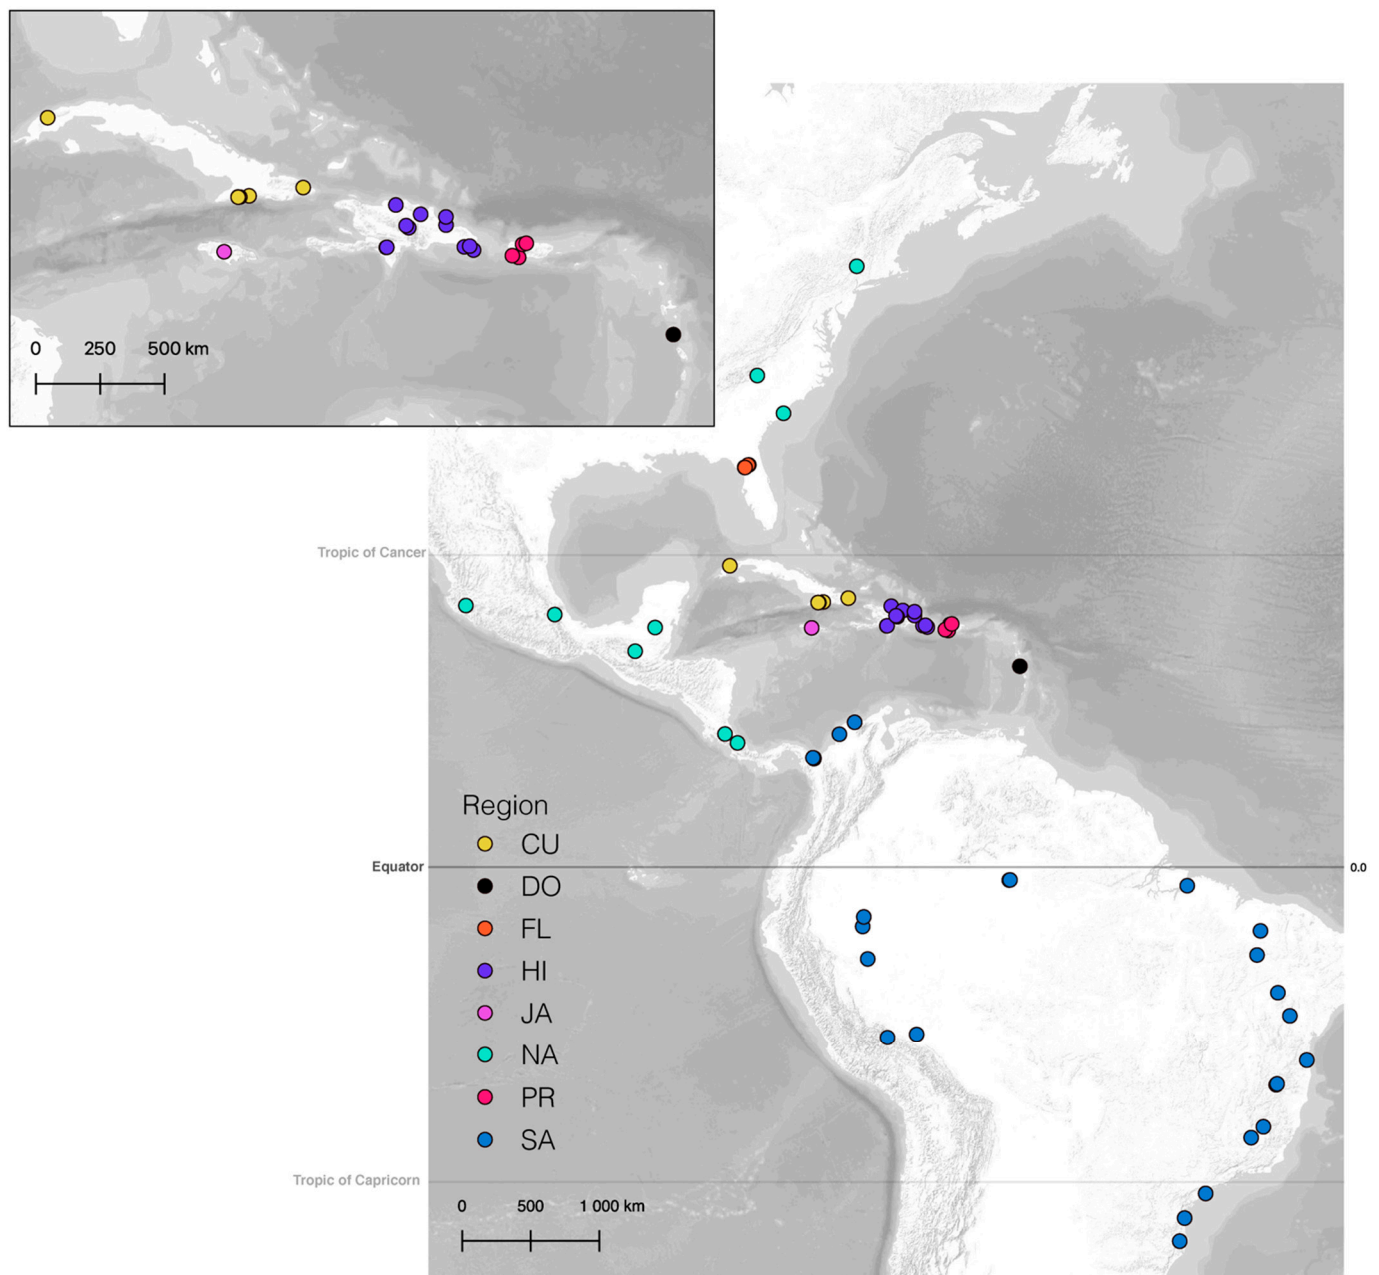 0 250 500 km
Tropic of Cancer
Region
CU
Equator 0.0
DO
FL
HI
JA
NA
PR
SA
Tropic of Capricorn
0 500 1 000 km